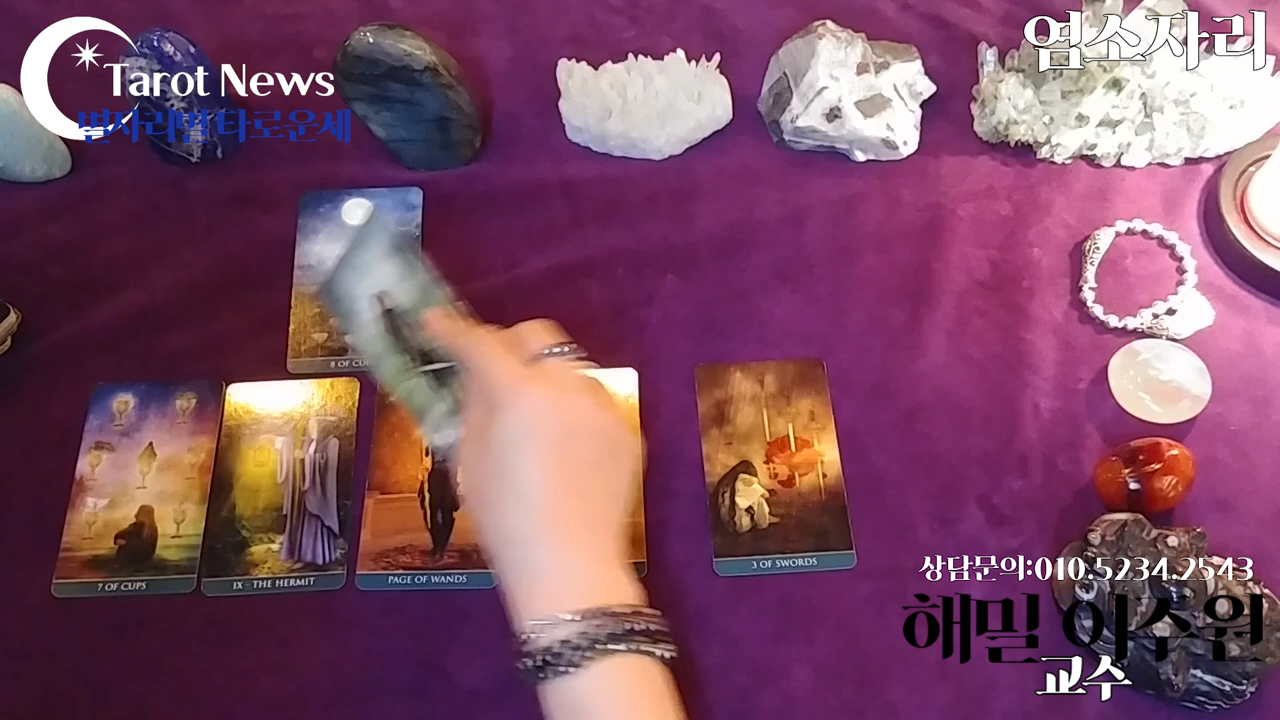 염소자리
Tarot News
별자리별 타로운세
8 OF CUPS
7 OF CUPS
IX - THE HERMIT
PAGE OF WANDS
3 OF SWORDS
상담문의:010.5234.2543
해밀 이주원
교수